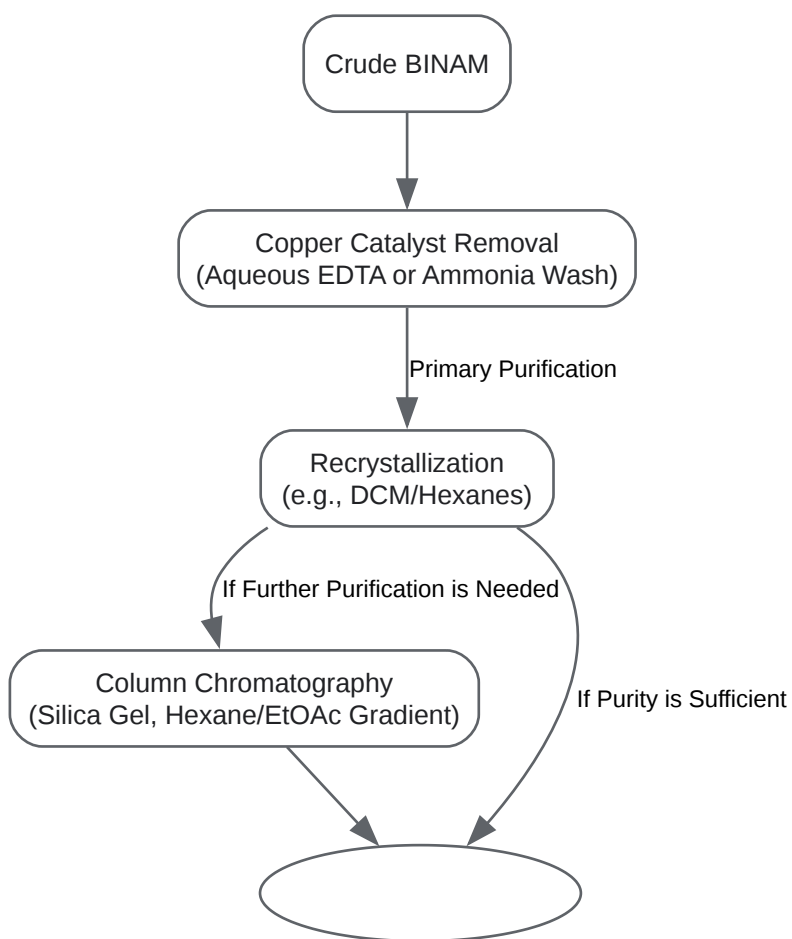 Crude BINAM
Copper Catalyst Removal
(Aqueous EDTA or Ammonia Wash)
Primary Purification
Recrystallization
(e.g., DCM/Hexanes)
If Further Purification is Needed
Column Chromatography
(Silica Gel, Hexane/EtOAc Gradient)
If Purity is Sufficient